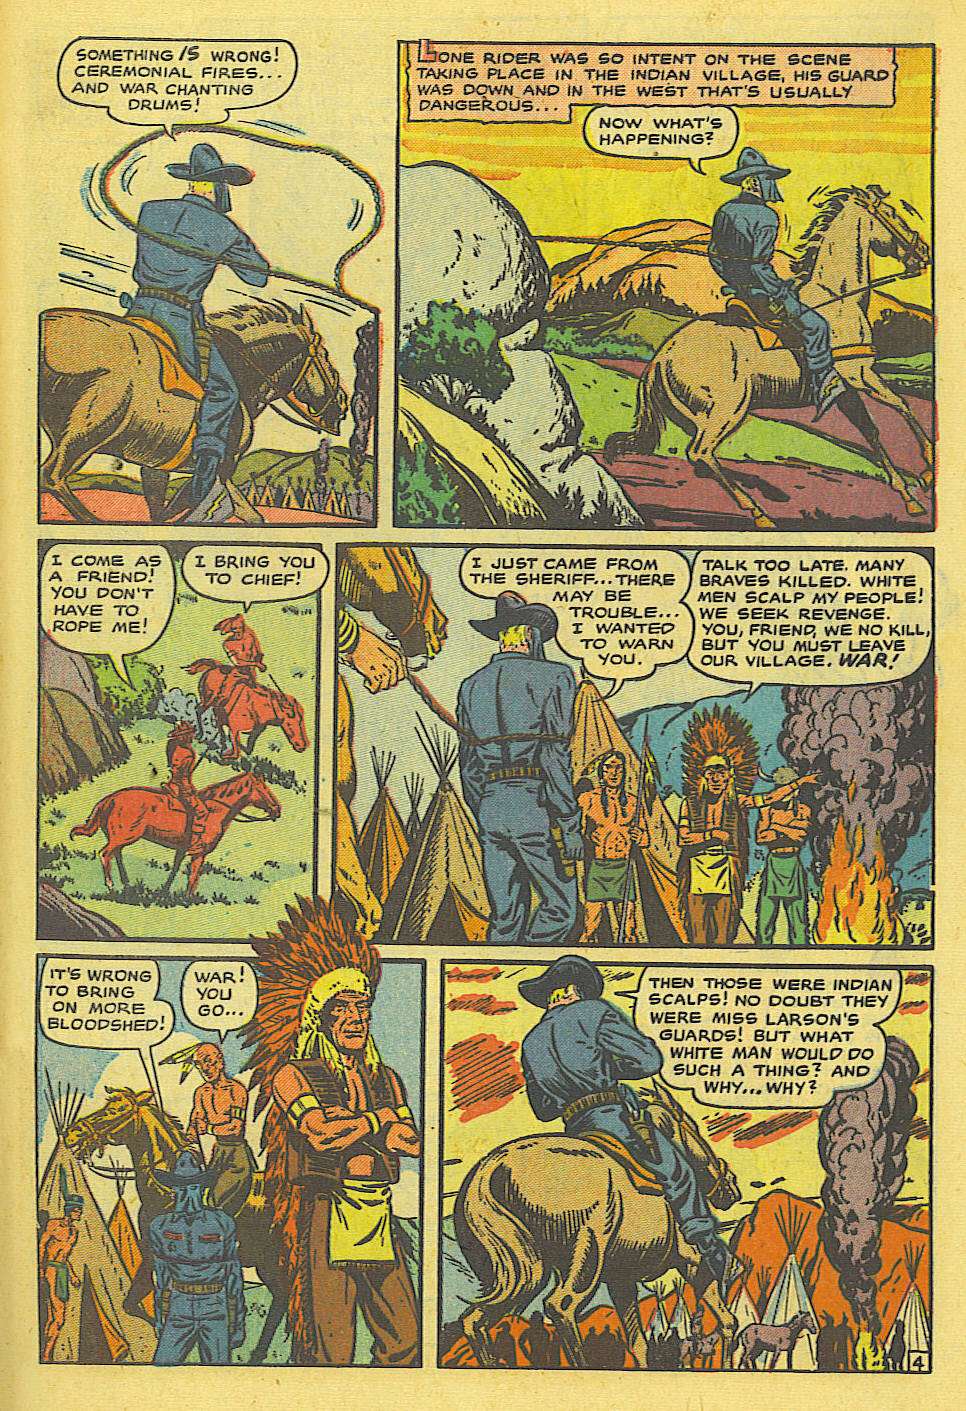 SOMETHING IS WRONG!
CEREMONIAL FIRES...
AND WAR CHANTING
DRUMS!
LONE RIDER WAS SO INTENT ON THE SCENE
TAKING PLACE IN THE INDIAN VILLAGE, HIS GUARD
WAS DOWN AND IN THE WEST THAT'S USUALLY
DANGEROUS...
NOW WHAT'S
HAPPENING?
I COME AS
A FRIEND!
YOU DON'T
HAVE TO
ROPE ME!
I BRING YOU
TO CHIEF!
I JUST CAME FROM
THE SHERIFF...THERE
MAY BE
TROUBLE...
I WANTED
TO WARN
YOU.
TALK TOO LATE. MANY
BRAVES KILLED. WHITE
MEN SCALP MY PEOPLE!
WE SEEK REVENGE.
YOU, FRIEND, WE NO KILL,
BUT YOU MUST LEAVE
OUR VILLAGE. WAR!
IT'S WRONG
TO BRING
ON MORE
BLOODSHED!
WAR!
YOU
GO...
THEN THOSE WERE INDIAN
SCALPS! NO DOUBT THEY
WERE MISS LARSON'S
GUARDS! BUT WHAT
WHITE MAN WOULD DO
SUCH A THING? AND
WHY...WHY?
4